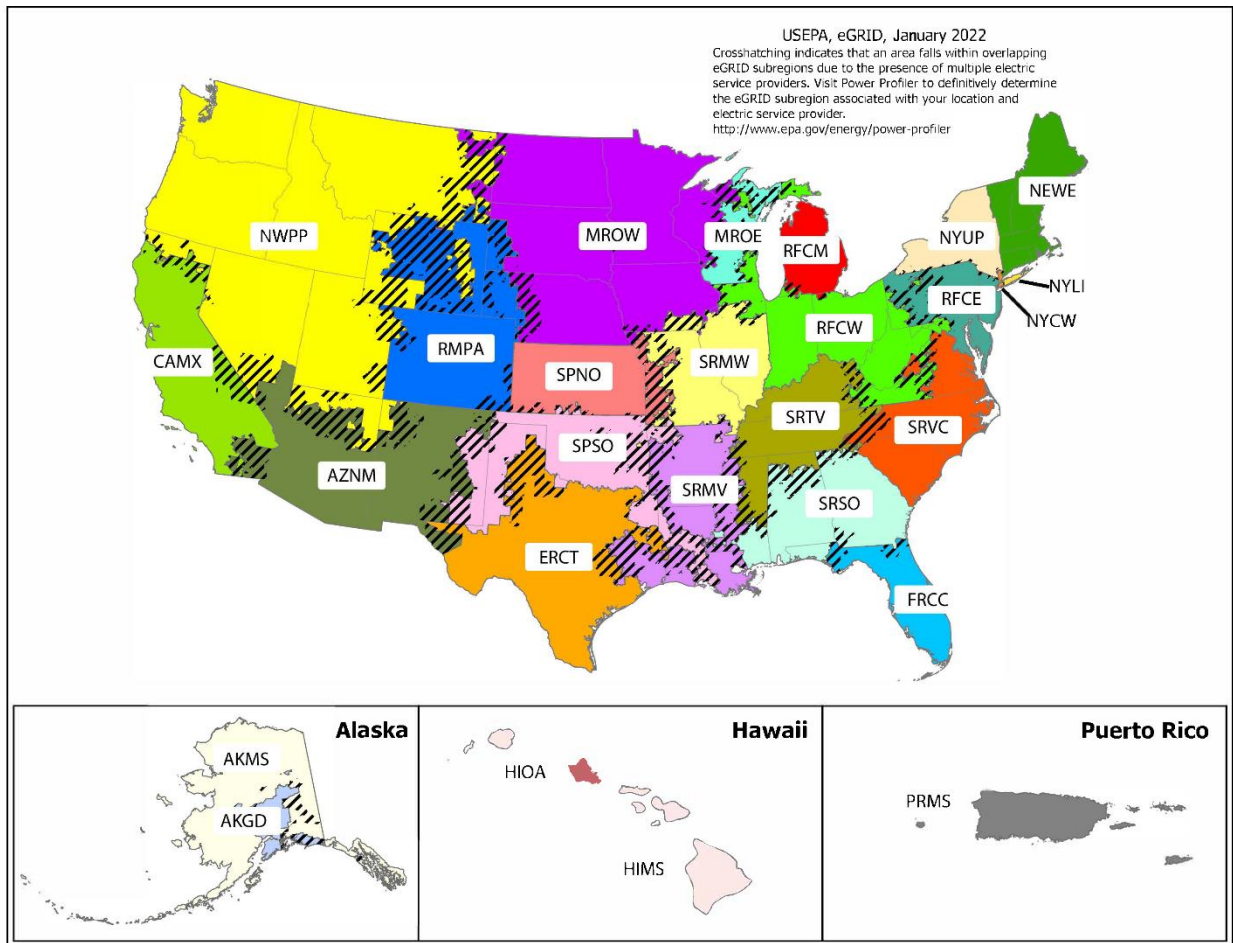 USEPA, eGRID, January 2022
Crosshatching indicates that an area falls within overlapping
eGRID subregions due to the presence of multiple electric
service providers. Visit Power Profiler to definitively determine
the eGRID subregion associated with your location and
electric service provider.
http://www.epa.gov/energy/power-profiler
NEWE
NWPP
MROW
MROE
NYUP
RFCM
NYLI
RFCE
NYCW
RFCW
CAMX
RMPA
SRMW
SPNO
SRTV
SRVC
SPSO
AZNM
SRMV
SRSO
ERCT
FRCC
Alaska
AKMS
AKGD
Hawaii
HIOA
HIMS
Puerto Rico
PRMS